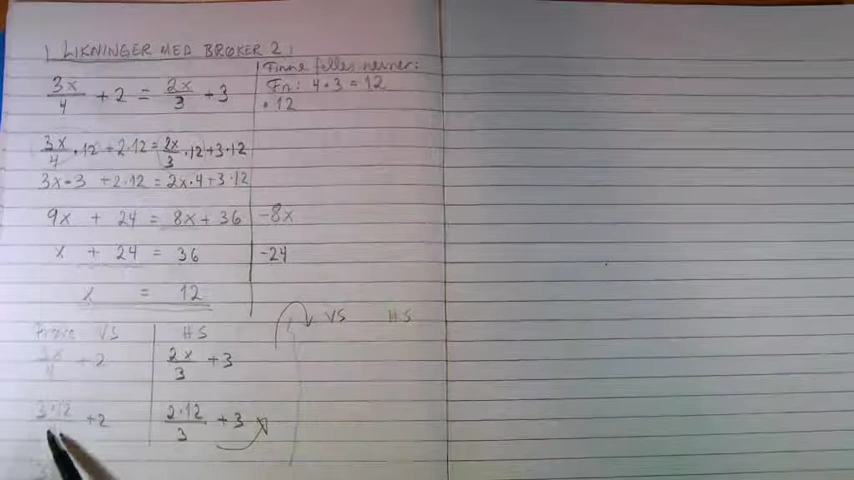 LIKNINGER MED BRØKER 2:
3x/4 + 2 = 2x/3 + 3
Finne felles nevner:
Fn: 4·3 = 12
·12
3x/4 ·12 + 2·12 = 2x/3 ·12 + 3·12
3x·3 + 2·12 = 2x·4 + 3·12
9x + 24 = 8x + 36 | -8x
x + 24 = 36 | -24
x = 12
Prøve VS | HS
3x/4 + 2 | 2x/3 + 3
3·12 + 2 | 2·12/3 + 3
VS HS